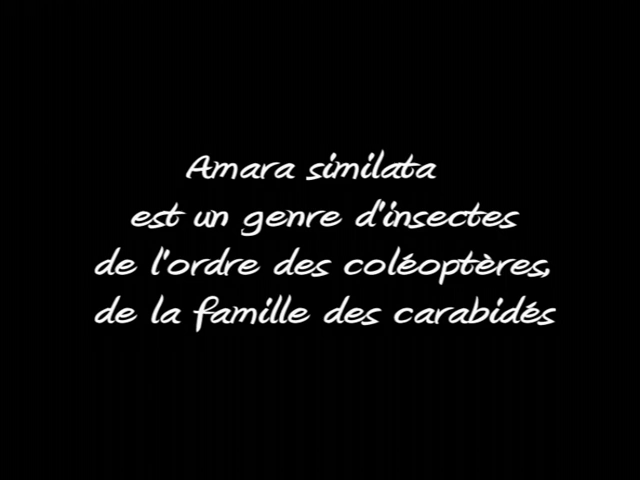 Amara similata
est un genre d'insectes
de l'ordre des coléoptères,
de la famille des carabidés